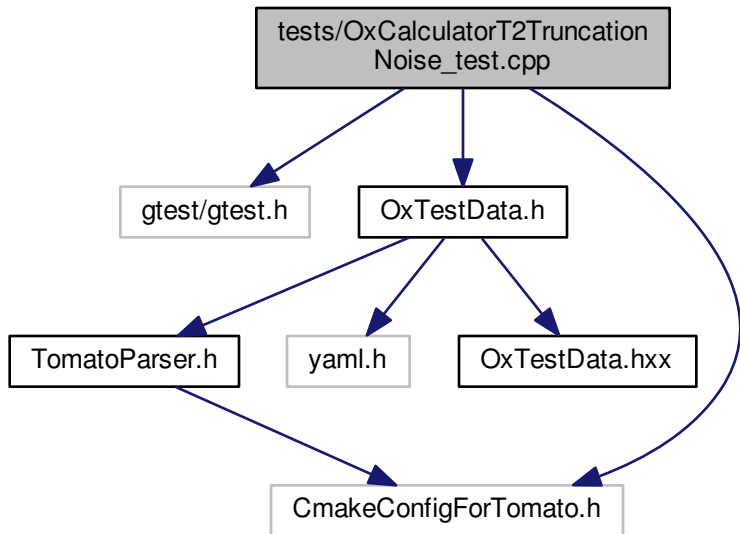 tests/OxCalculatorT2Truncation
Noise_test.cpp
gtest/gtest.h
OxTestData.h
TomatoParser.h
yaml.h
OxTestData.hxx
CmakeConfigForTomato.h